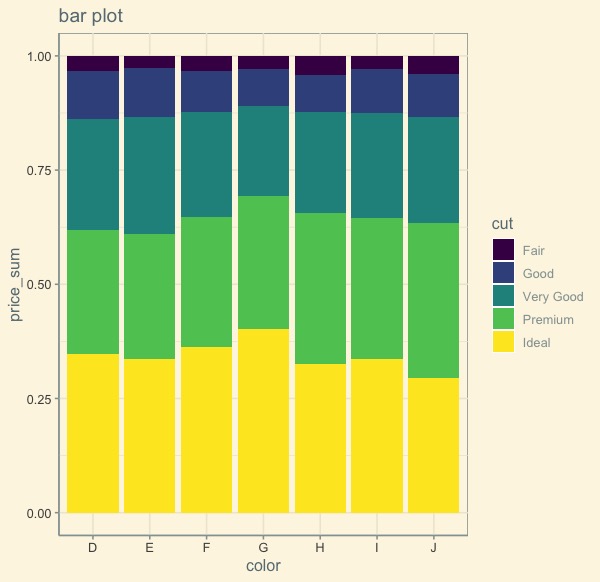 bar plot
1.00
0.75
0.50
0.25
0.00
price_sum
D E F G H I J
color
cut
Fair
Good
Very Good
Premium
Ideal